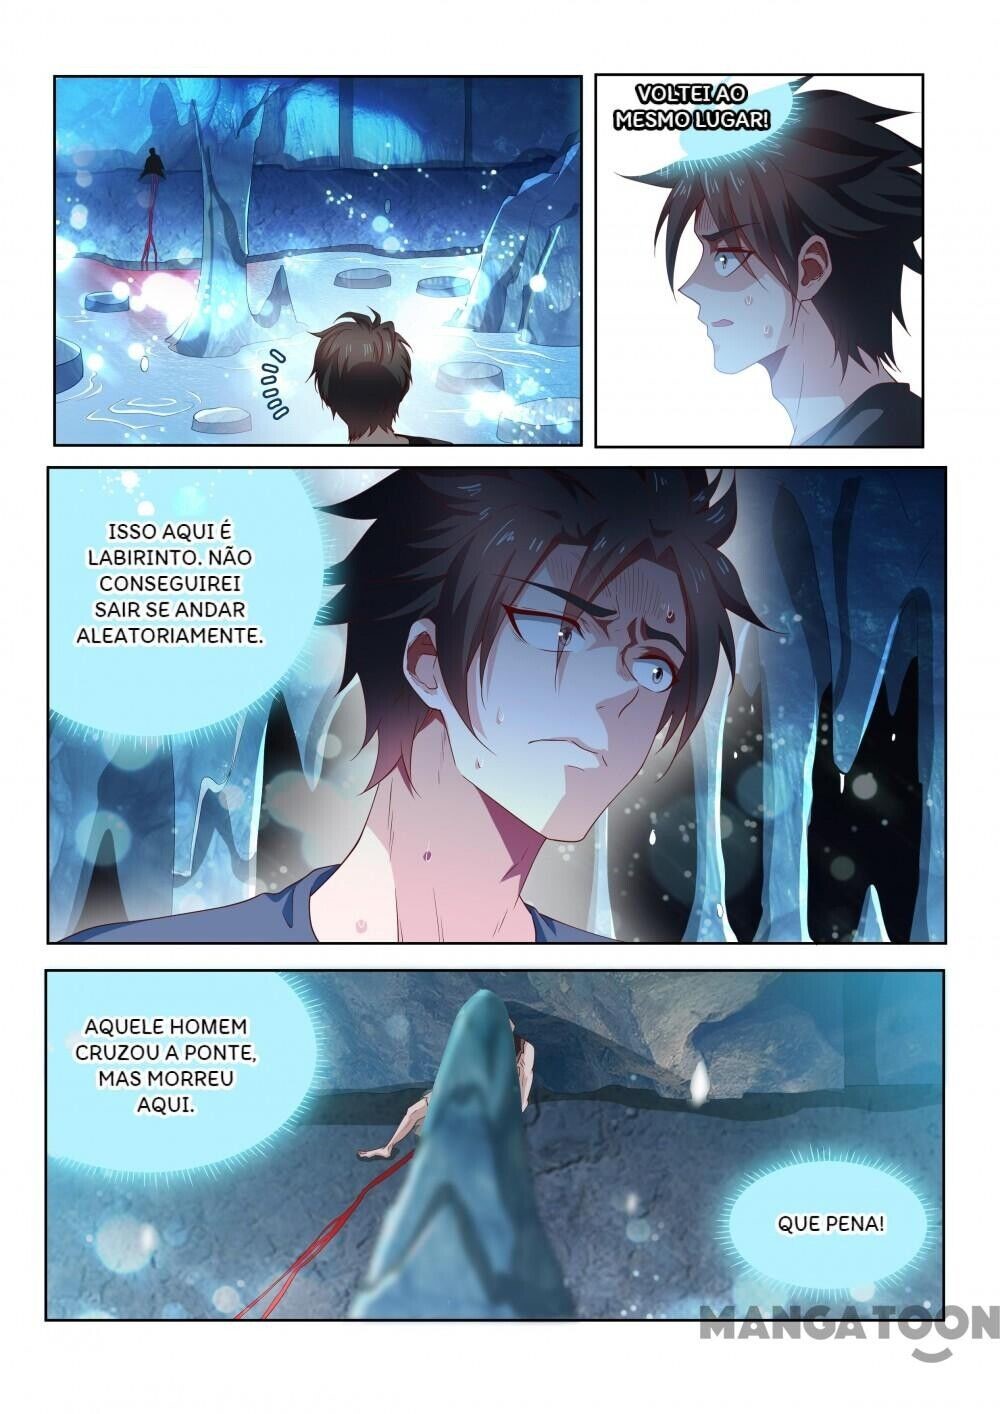 VOLTEI AO
MESMO LUGAR!
ISSO AQUI É
LABIRINTO. NÃO
CONSEGUIREI
SAIR SE ANDAR
ALEATORIAMENTE.
AQUELE HOMEM
CRUZOU A PONTE,
MAS MORREU
AQUI.
QUE PENA!
MANGATOON